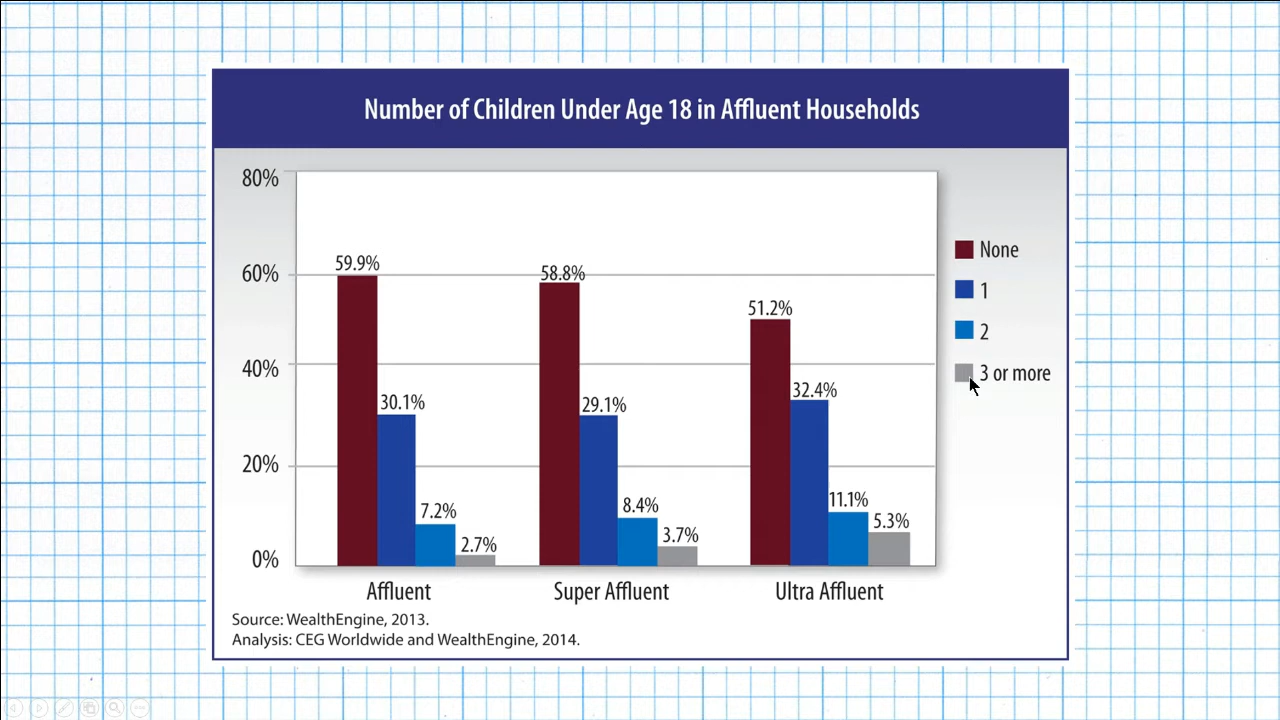 Number of Children Under Age 18 in Affluent Households
80%
60%
40%
20%
0%
59.9%
30.1%
7.2%
2.7%
58.8%
29.1%
8.4%
3.7%
51.2%
32.4%
11.1%
5.3%
Affluent
Super Affluent
Ultra Affluent
None
1
2
3 or more
Source: WealthEngine, 2013.
Analysis: CEG Worldwide and WealthEngine, 2014.